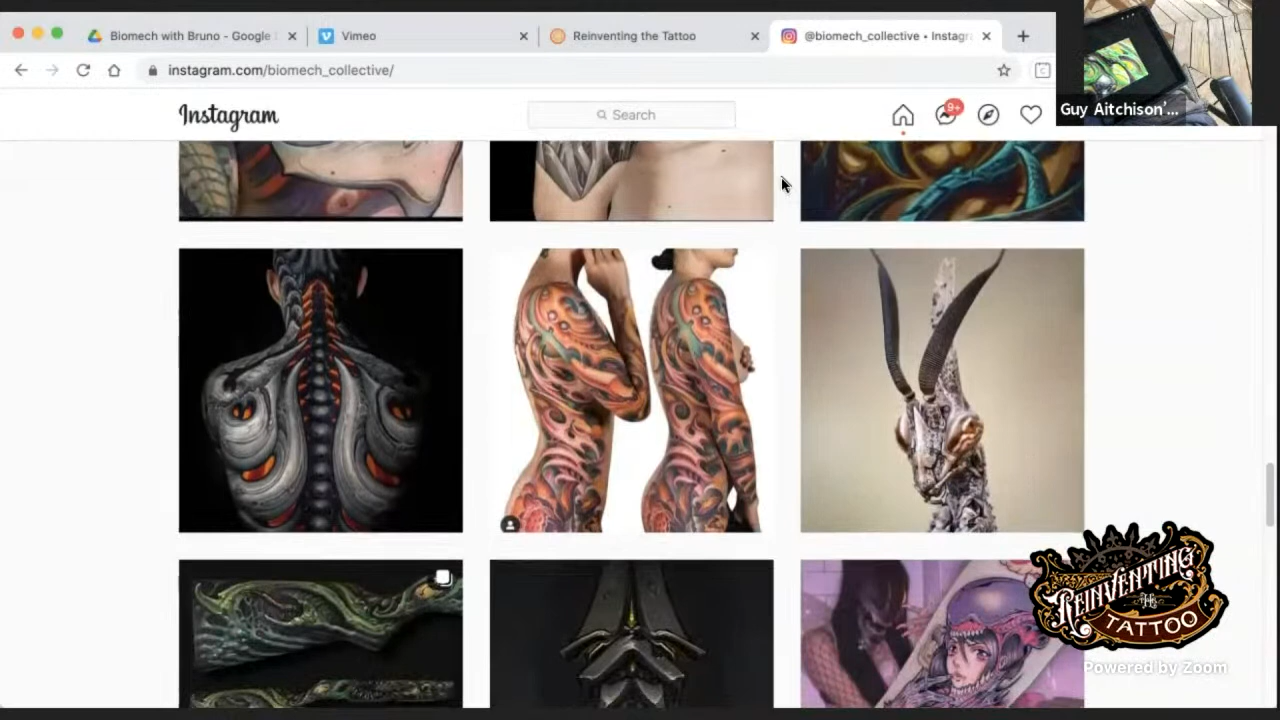 Biomech with Bruno - Google
Vimeo
Reinventing the Tattoo
@biomech_collective • Instagr
instagram.com/biomech_collective/
Instagram
Search
9+
Guy Aitchison'...
REINVENTING
THE
TATTOO
Powered by Zoom